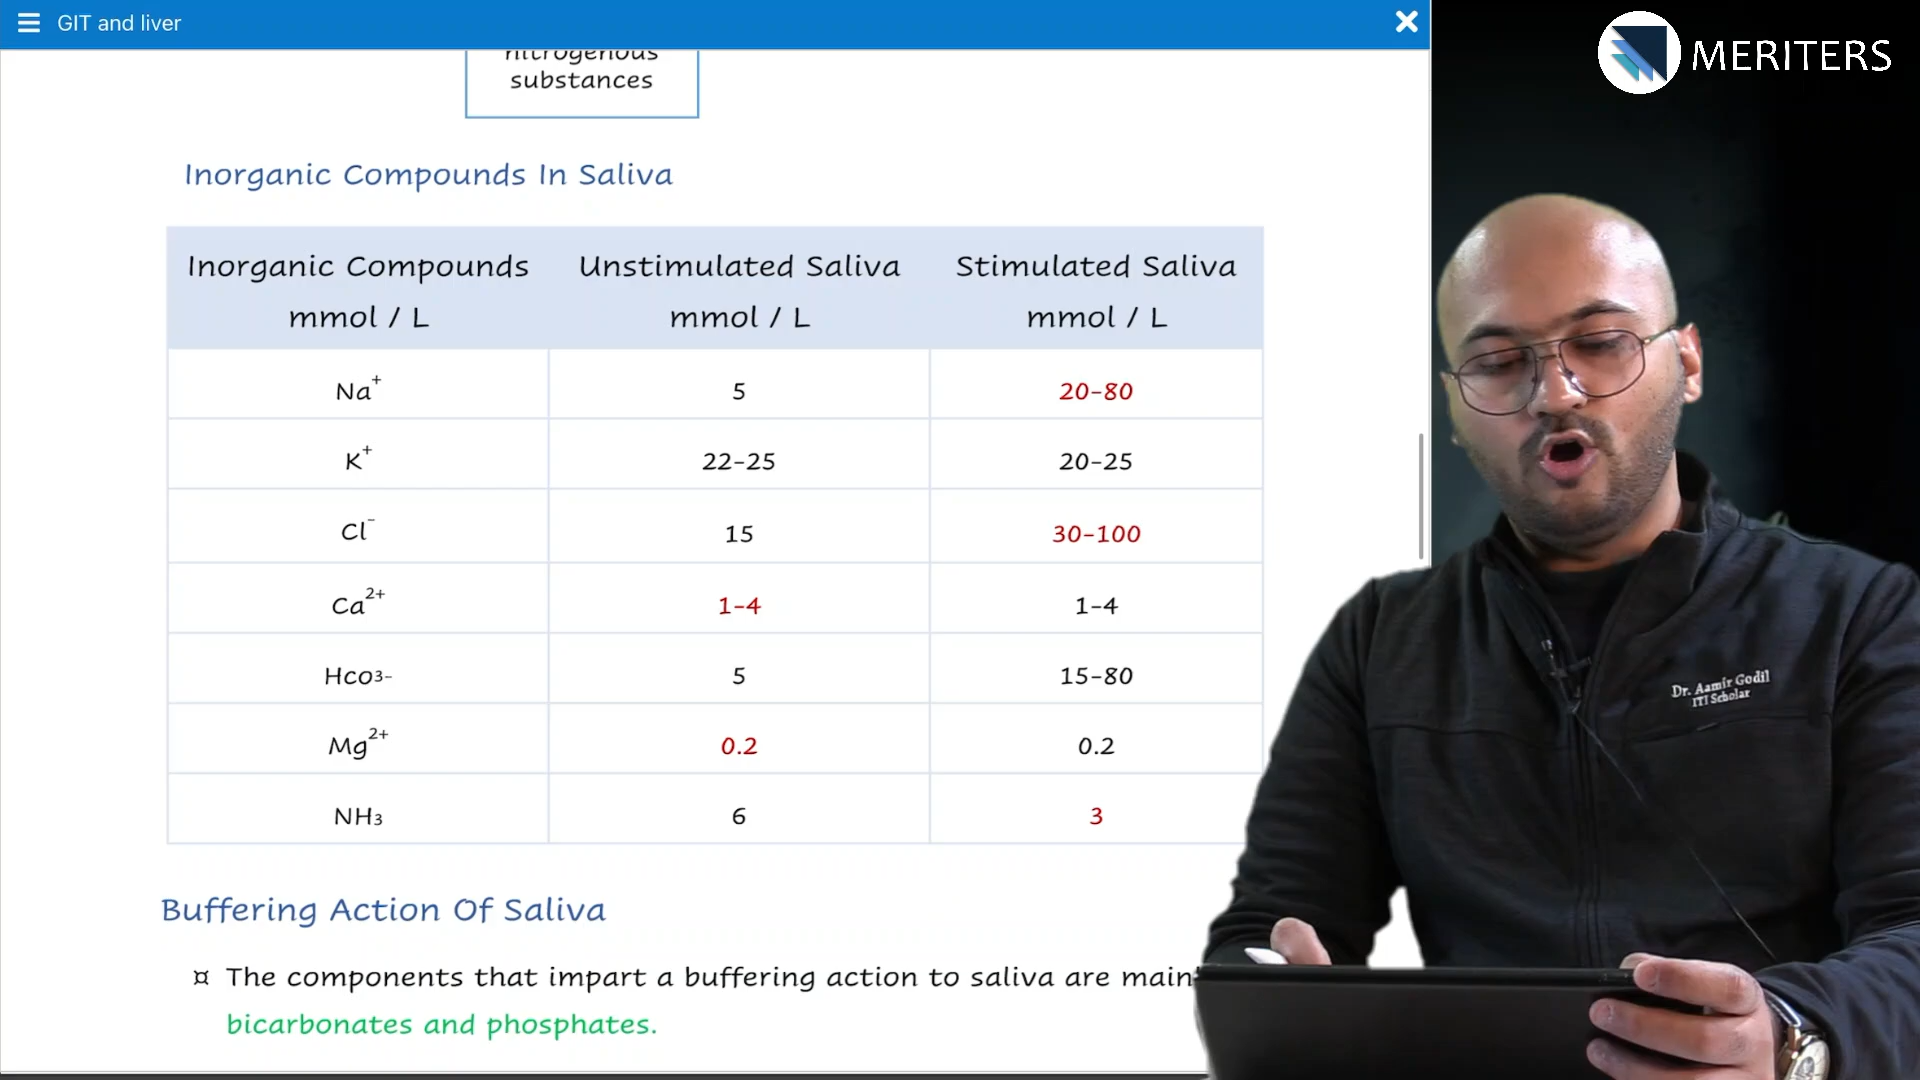 GIT and liver
MERITERS
nitrogenous
substances
Inorganic Compounds In Saliva
Inorganic Compounds mmol / L
Unstimulated Saliva mmol / L
Stimulated Saliva mmol / L
Na⁺ 5 20-80
K⁺ 22-25 20-25
Cl⁻ 15 30-100
Ca²⁺ 1-4 1-4
Hco₃- 5 15-80
Mg²⁺ 0.2 0.2
NH₃ 6 3
Dr. Aamir Godil
ITI Scholar
Buffering Action Of Saliva
¤ The components that impart a buffering action to saliva are
bicarbonates and phosphates.